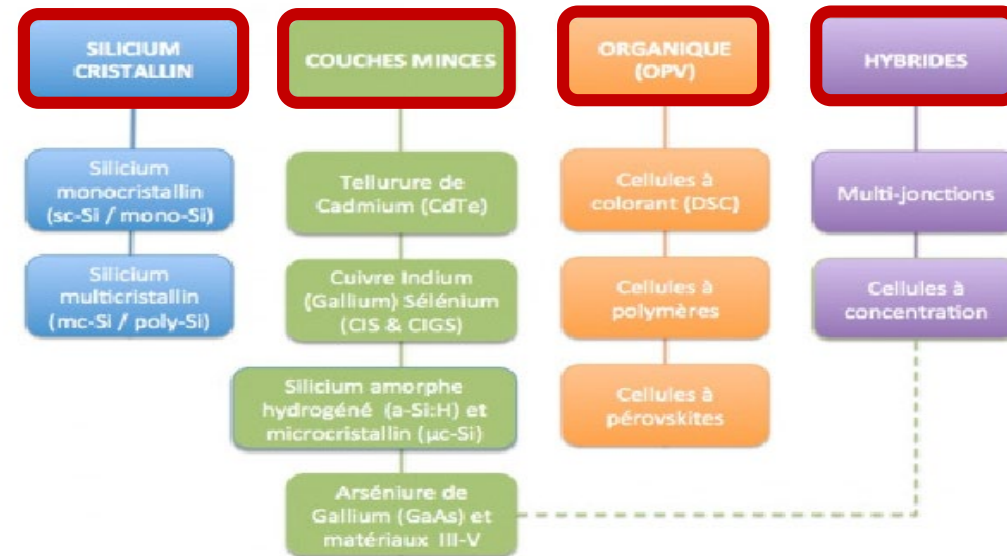 SILICIUM
CRISTALLIN
Silicium
monocristallin
(sc-Si / mono-Si)
Silicium
multicristallin
(mc-Si / poly-Si)
COUCHES MINCES
Tellurure de
Cadmium (CdTe)
Cuivre Indium
(Gallium) Sélénium
(CIS & CIGS)
Silicium amorphe
hydrogéné (a-Si:H) et
microcristallin (µc-Si)
Arséniure de
Gallium (GaAs) et
matériaux III-V
ORGANIQUE
(OPV)
Cellules à
colorant (DSC)
Cellules à
polymères
Cellules à
pérovskites
HYBRIDES
Multi-jonctions
Cellules à
concentration